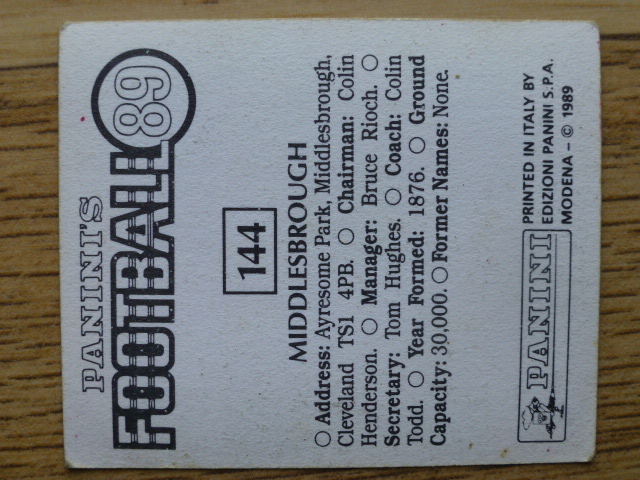 PANINI'S
FOOTBALL 89
144
MIDDLESBROUGH
○ Address: Ayresome Park, Middlesbrough,
Cleveland TS1 4PB. ○ Chairman: Colin
Henderson. ○ Manager: Bruce Rioch. ○
Secretary: Tom Hughes. ○ Coach: Colin
Todd. ○ Year Formed: 1876. ○ Ground
Capacity: 30,000. ○ Former Names: None.
PANINI
PRINTED IN ITALY BY
EDIZIONI PANINI S.P.A.
MODENA - © 1989